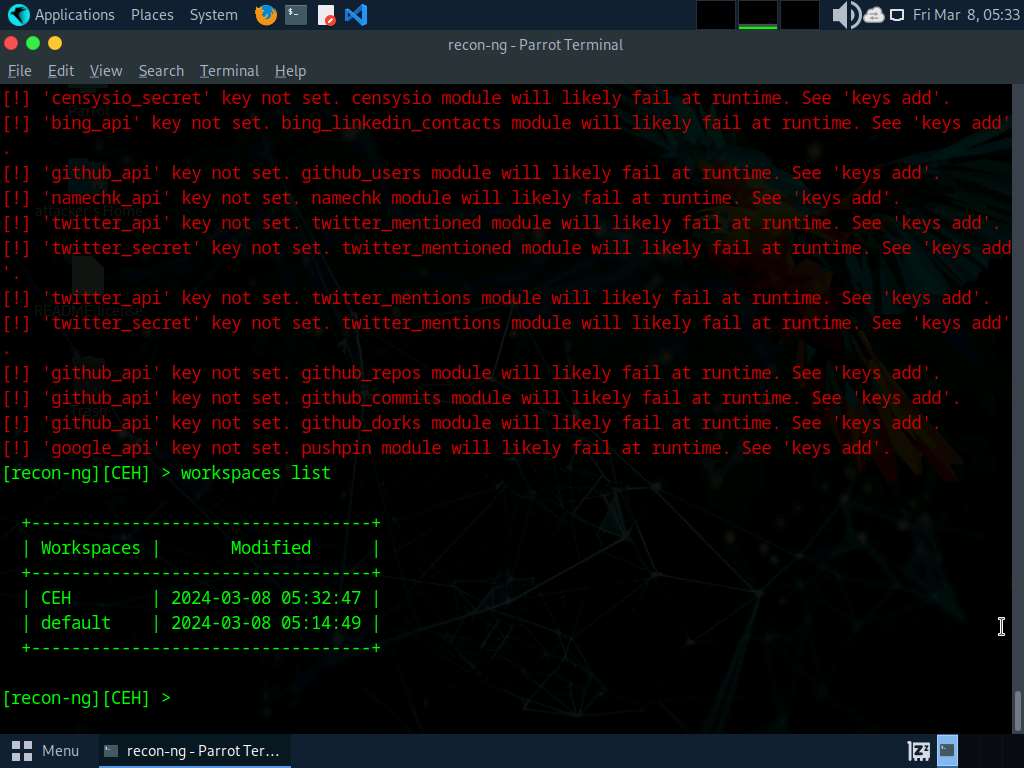 Applications Places System Fri Mar 8, 05:33
recon-ng - Parrot Terminal
File Edit View Search Terminal Help
[!] 'censysio_secret' key not set. censysio module will likely fail at runtime. See 'keys add'.
[!] 'bing_api' key not set. bing_linkedin_contacts module will likely fail at runtime. See 'keys add'
.
[!] 'github_api' key not set. github_users module will likely fail at runtime. See 'keys add'.
[!] 'namechk_api' key not set. namechk module will likely fail at runtime. See 'keys add'.
[!] 'twitter_api' key not set. twitter_mentioned module will likely fail at runtime. See 'keys add'.
[!] 'twitter_secret' key not set. twitter_mentioned module will likely fail at runtime. See 'keys add
'.
[!] 'twitter_api' key not set. twitter_mentions module will likely fail at runtime. See 'keys add'.
[!] 'twitter_secret' key not set. twitter_mentions module will likely fail at runtime. See 'keys add'
.
[!] 'github_api' key not set. github_repos module will likely fail at runtime. See 'keys add'.
[!] 'github_api' key not set. github_commits module will likely fail at runtime. See 'keys add'.
[!] 'github_api' key not set. github_dorks module will likely fail at runtime. See 'keys add'.
[!] 'google_api' key not set. pushpin module will likely fail at runtime. See 'keys add'.
[recon-ng][CEH] > workspaces list
+----------------------------------+
| Workspaces | Modified |
+----------------------------------+
| CEH | 2024-03-08 05:32:47 |
| default | 2024-03-08 05:14:49 |
+----------------------------------+
[recon-ng][CEH] >
Menu recon-ng - Parrot Ter...